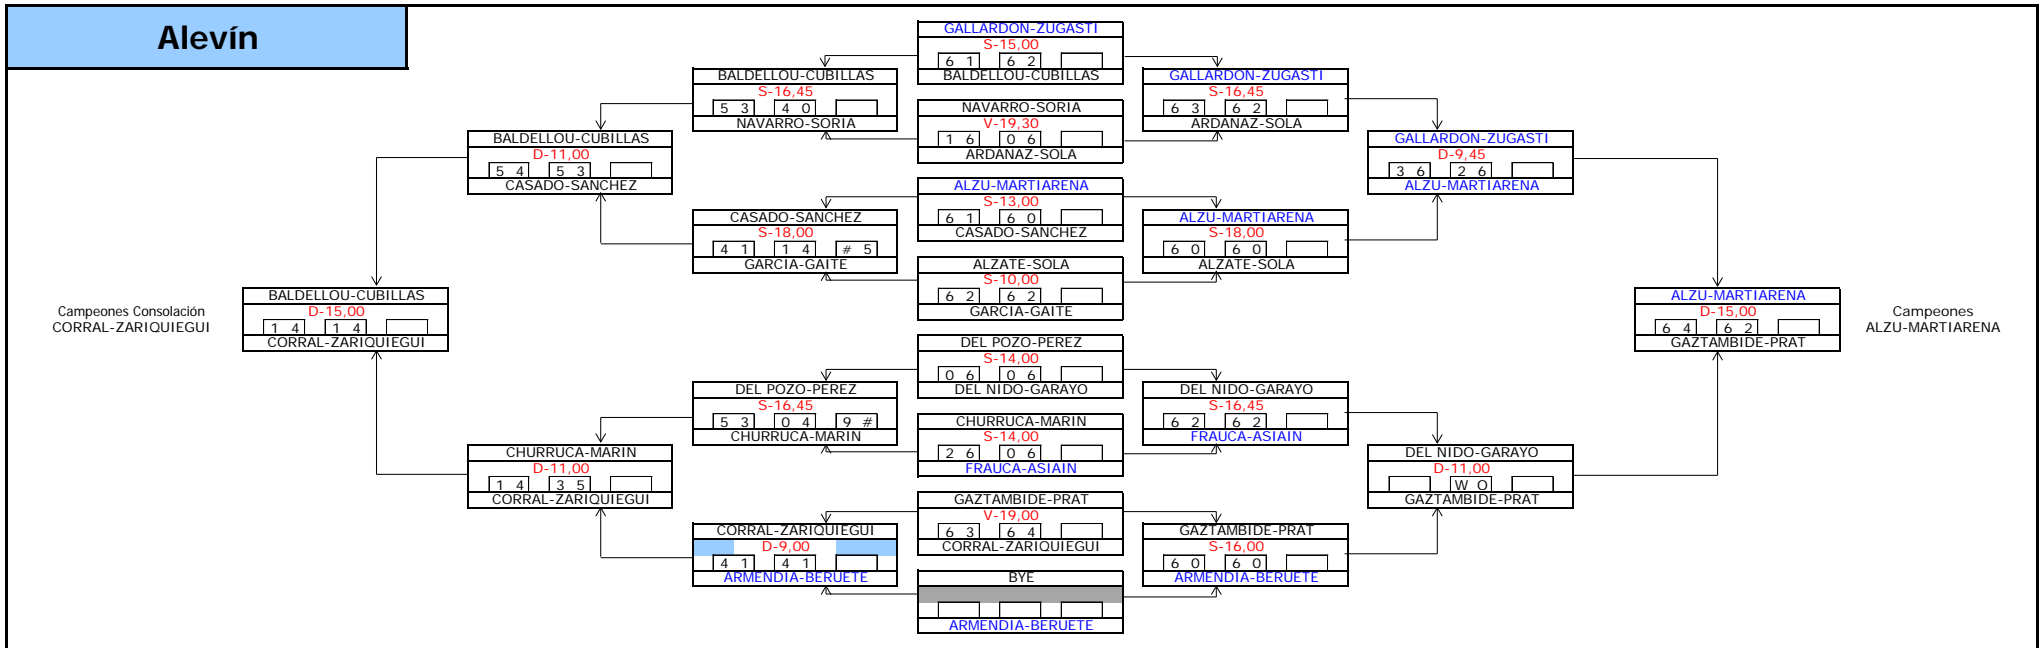 Alevín
GALLARDON-ZUGASTI
S-15,00
6 1 6 2
BALDELLOU-CUBILLAS
NAVARRO-SORIA
V-19,30
1 6 0 6
ARDANAZ-SOLA
ALZU-MARTIARENA
S-13,00
6 1 6 0
CASADO-SANCHEZ
ALZATE-SOLA
S-10,00
6 2 6 2
GARCIA-GAITE
DEL POZO-PEREZ
S-14,00
0 6 0 6
DEL NIDO-GARAYO
CHURRUCA-MARIN
S-14,00
2 6 0 6
FRAUCA-ASIAIN
GAZTAMBIDE-PRAT
V-19,00
6 3 6 4
CORRAL-ZARIQUIEGUI
BYE
ARMENDIA-BERUETE
BALDELLOU-CUBILLAS
S-16,45
5 3 4 0
NAVARRO-SORIA
CASADO-SANCHEZ
S-18,00
4 1 1 4 # 5
GARCIA-GAITE
DEL POZO-PEREZ
S-16,45
5 3 0 4 9 #
CHURRUCA-MARIN
CORRAL-ZARIQUIEGUI
D-9,00
4 1 4 1
ARMENDIA-BERUETE
BALDELLOU-CUBILLAS
D-11,00
5 4 5 3
CASADO-SANCHEZ
CHURRUCA-MARIN
D-11,00
1 4 3 5
CORRAL-ZARIQUIEGUI
BALDELLOU-CUBILLAS
D-15,00
1 4 1 4
CORRAL-ZARIQUIEGUI
Campeones Consolación
CORRAL-ZARIQUIEGUI
GALLARDON-ZUGASTI
S-16,45
6 3 6 2
ARDANAZ-SOLA
ALZU-MARTIARENA
S-18,00
6 0 6 0
ALZATE-SOLA
DEL NIDO-GARAYO
S-16,45
6 2 6 2
FRAUCA-ASIAIN
GAZTAMBIDE-PRAT
S-16,00
6 0 6 0
ARMENDIA-BERUETE
GALLARDON-ZUGASTI
D-9,45
3 6 2 6
ALZU-MARTIARENA
DEL NIDO-GARAYO
D-11,00
W O
GAZTAMBIDE-PRAT
ALZU-MARTIARENA
D-15,00
6 4 6 2
GAZTAMBIDE-PRAT
Campeones
ALZU-MARTIARENA